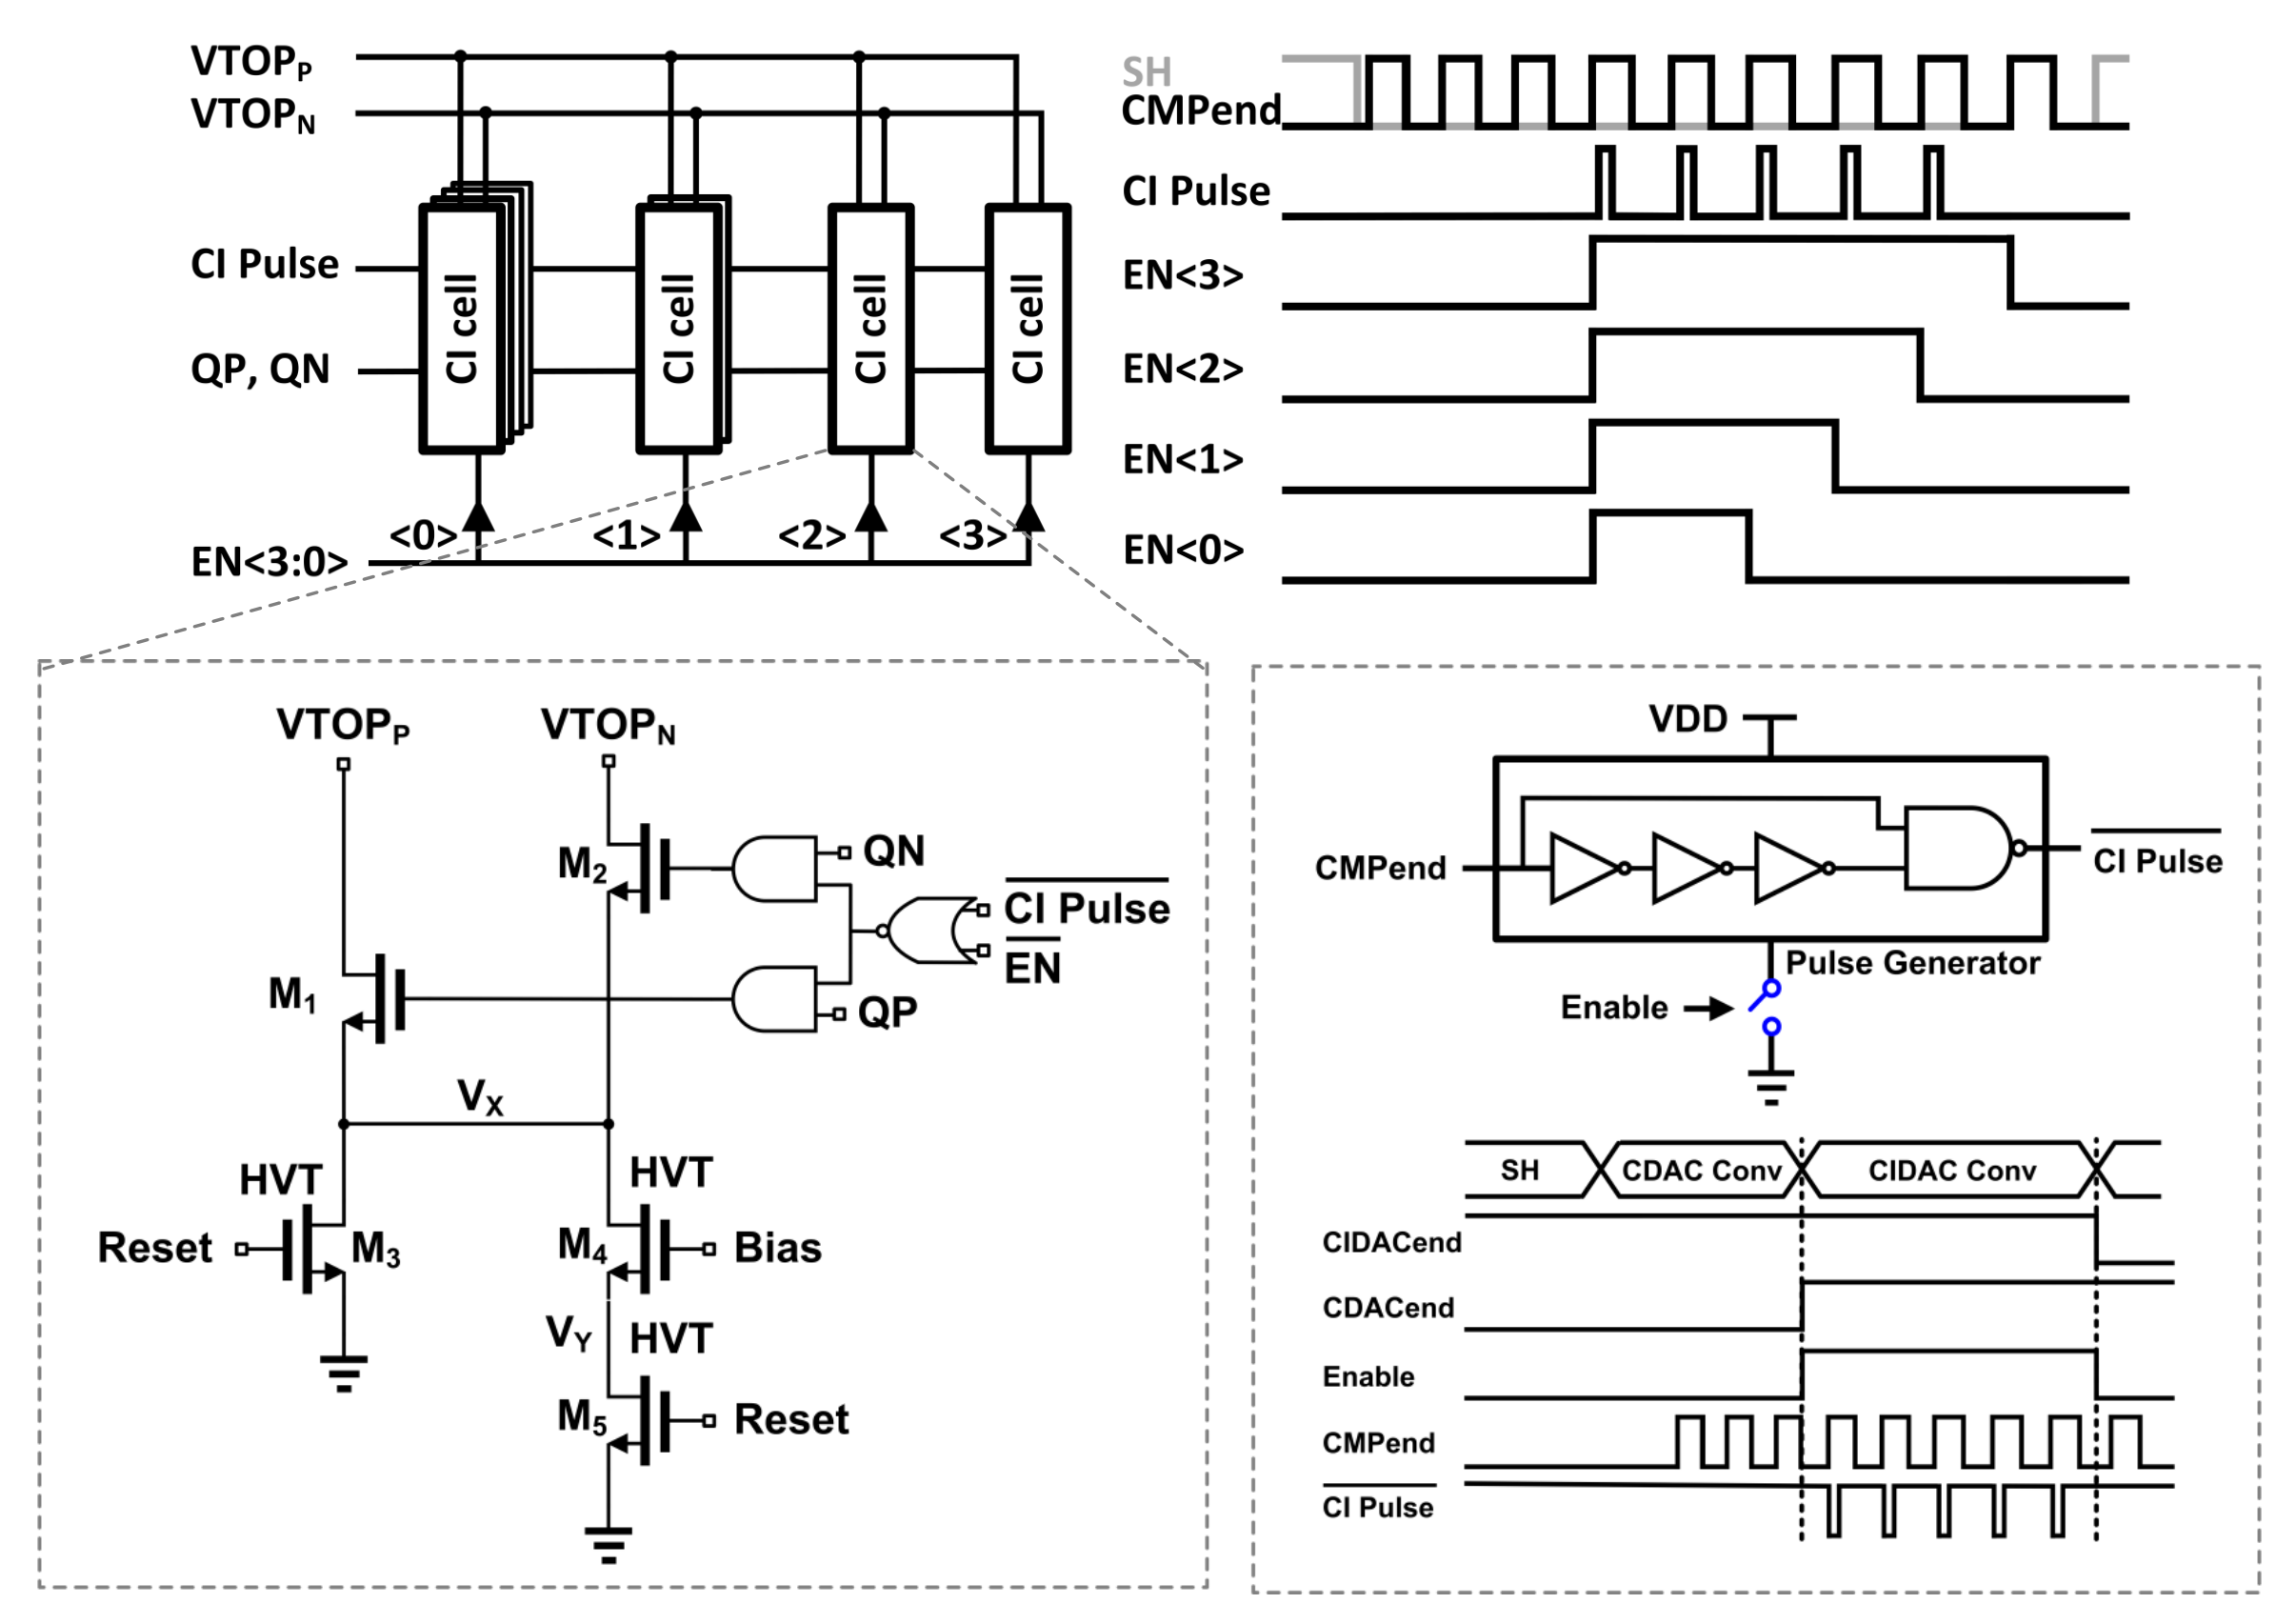 VTOPP
VTOPN
CI Pulse
QP, QN
EN<3:0>
CI cell
CI cell
CI cell
CI cell
<0>
<1>
<2>
<3>
SH
CMPend
CI Pulse
EN<3>
EN<2>
EN<1>
EN<0>
VTOPP
VTOPN
M2
QN
CI Pulse
EN
QP
M1
VX
HVT
HVT
Reset
M3
M4
Bias
VY
HVT
M5
Reset
VDD
CMPend
CI Pulse
Pulse Generator
Enable
SH
CDAC Conv
CIDAC Conv
CIDACend
CDACend
Enable
CMPend
CI Pulse